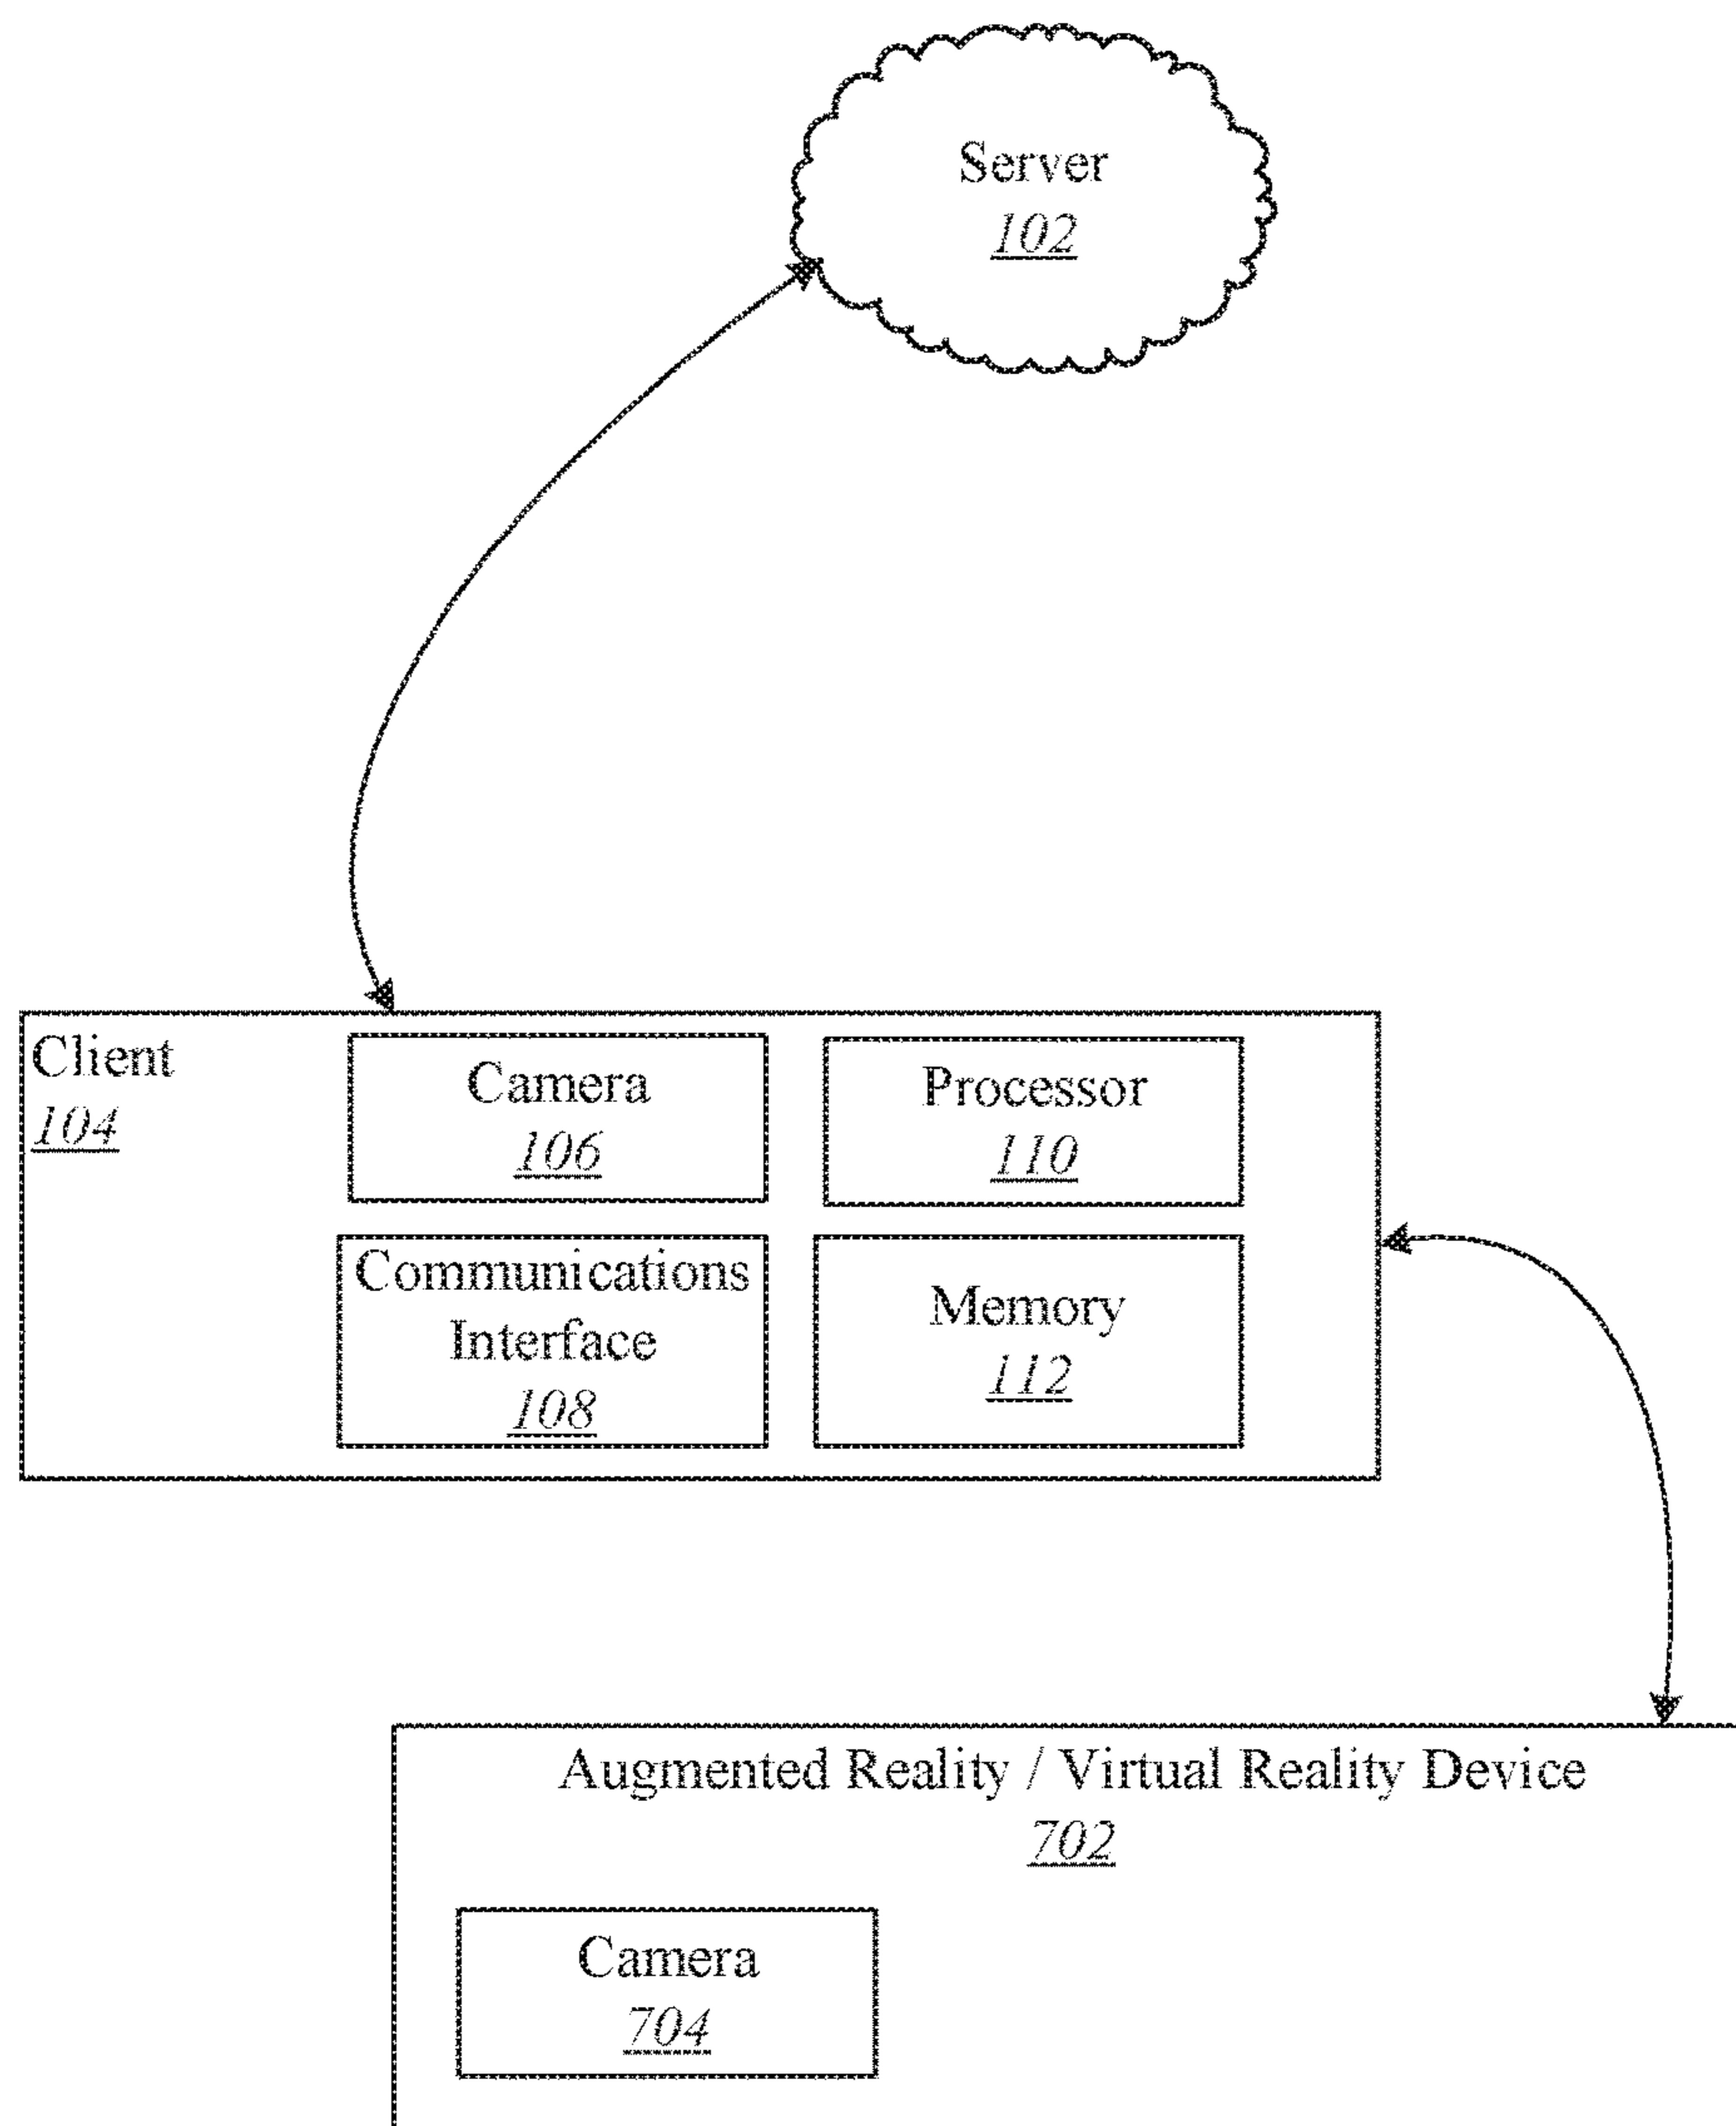 Server
102
Client
104
Camera
106
Processor
110
Communications
Interface
108
Memory
112
Augmented Reality / Virtual Reality Device
702
Camera
704